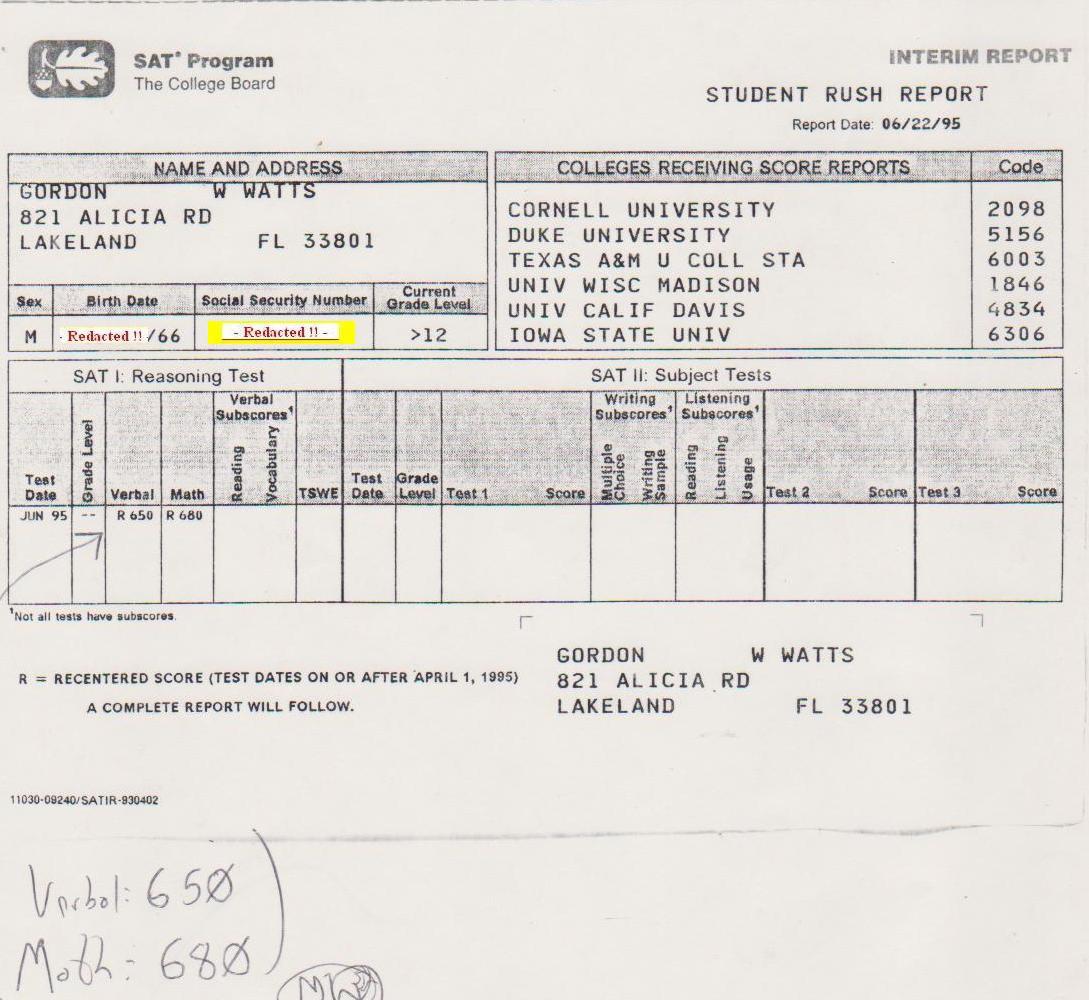 SAT® Program
The College Board
INTERIM REPORT
STUDENT RUSH REPORT
Report Date: 06/22/95
NAME AND ADDRESS
GORDON W WATTS
821 ALICIA RD
LAKELAND FL 33801
Sex Birth Date Social Security Number Current Grade Level
M - Redacted !! /66 - Redacted !! - >12
COLLEGES RECEIVING SCORE REPORTS Code
CORNELL UNIVERSITY 2098
DUKE UNIVERSITY 5156
TEXAS A&M U COLL STA 6003
UNIV WISC MADISON 1846
UNIV CALIF DAVIS 4834
IOWA STATE UNIV 6306
SAT I: Reasoning Test SAT II: Subject Tests
Verbal Subscores¹ Writing Subscores¹ Listening Subscores¹
Test Date Grade Level Verbal Math Reading Vocabulary TSWE Test Date Grade Level Test 1 Score Multiple Choice Writing Sample Reading Listening Usage Test 2 Score Test 3 Score
JUN 95 -- R 650 R 680
¹Not all tests have subscores.
R = RECENTERED SCORE (TEST DATES ON OR AFTER APRIL 1, 1995)
A COMPLETE REPORT WILL FOLLOW.
GORDON W WATTS
821 ALICIA RD
LAKELAND FL 33801
11030-09240/SATIR-930402
Verbal: 650
Math: 680